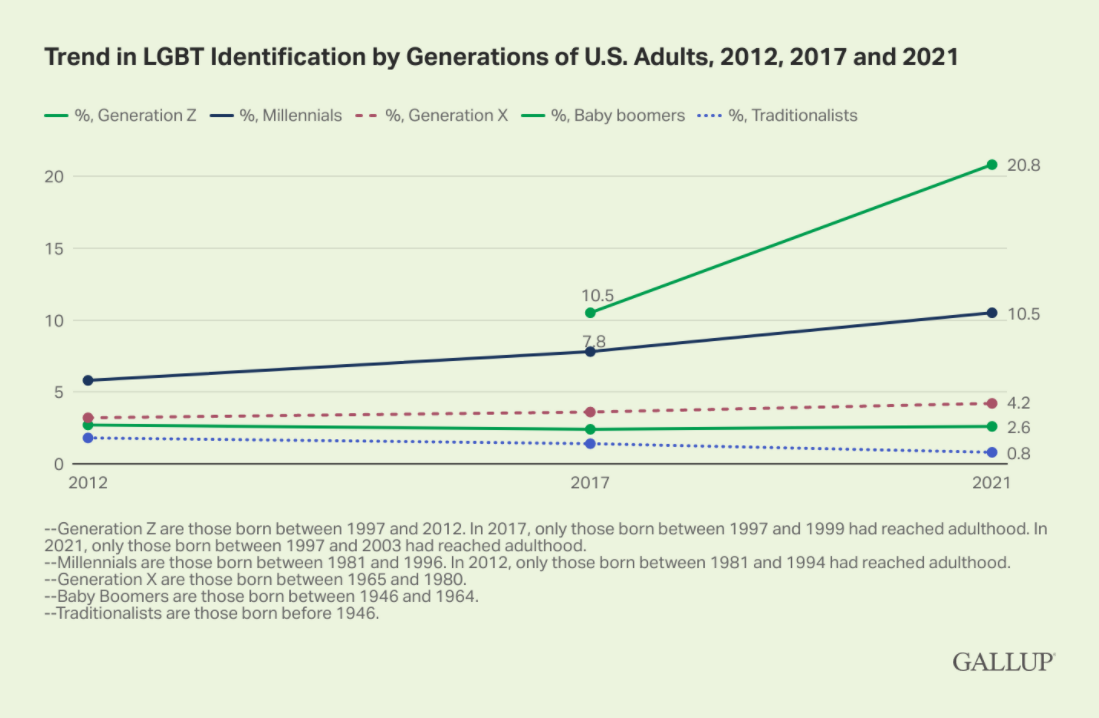 Trend in LGBT Identification by Generations of U.S. Adults, 2012, 2017 and 2021
%, Generation Z %, Millennials %, Generation X %, Baby boomers %, Traditionalists
20.8
20
15
10.5
10
10.5
7.8
5
4.2
2.6
0.8
0
2012 2017 2021
--Generation Z are those born between 1997 and 2012. In 2017, only those born between 1997 and 1999 had reached adulthood. In
2021, only those born between 1997 and 2003 had reached adulthood.
--Millennials are those born between 1981 and 1996. In 2012, only those born between 1981 and 1994 had reached adulthood.
--Generation X are those born between 1965 and 1980.
--Baby Boomers are those born between 1946 and 1964.
--Traditionalists are those born before 1946.
GALLUP